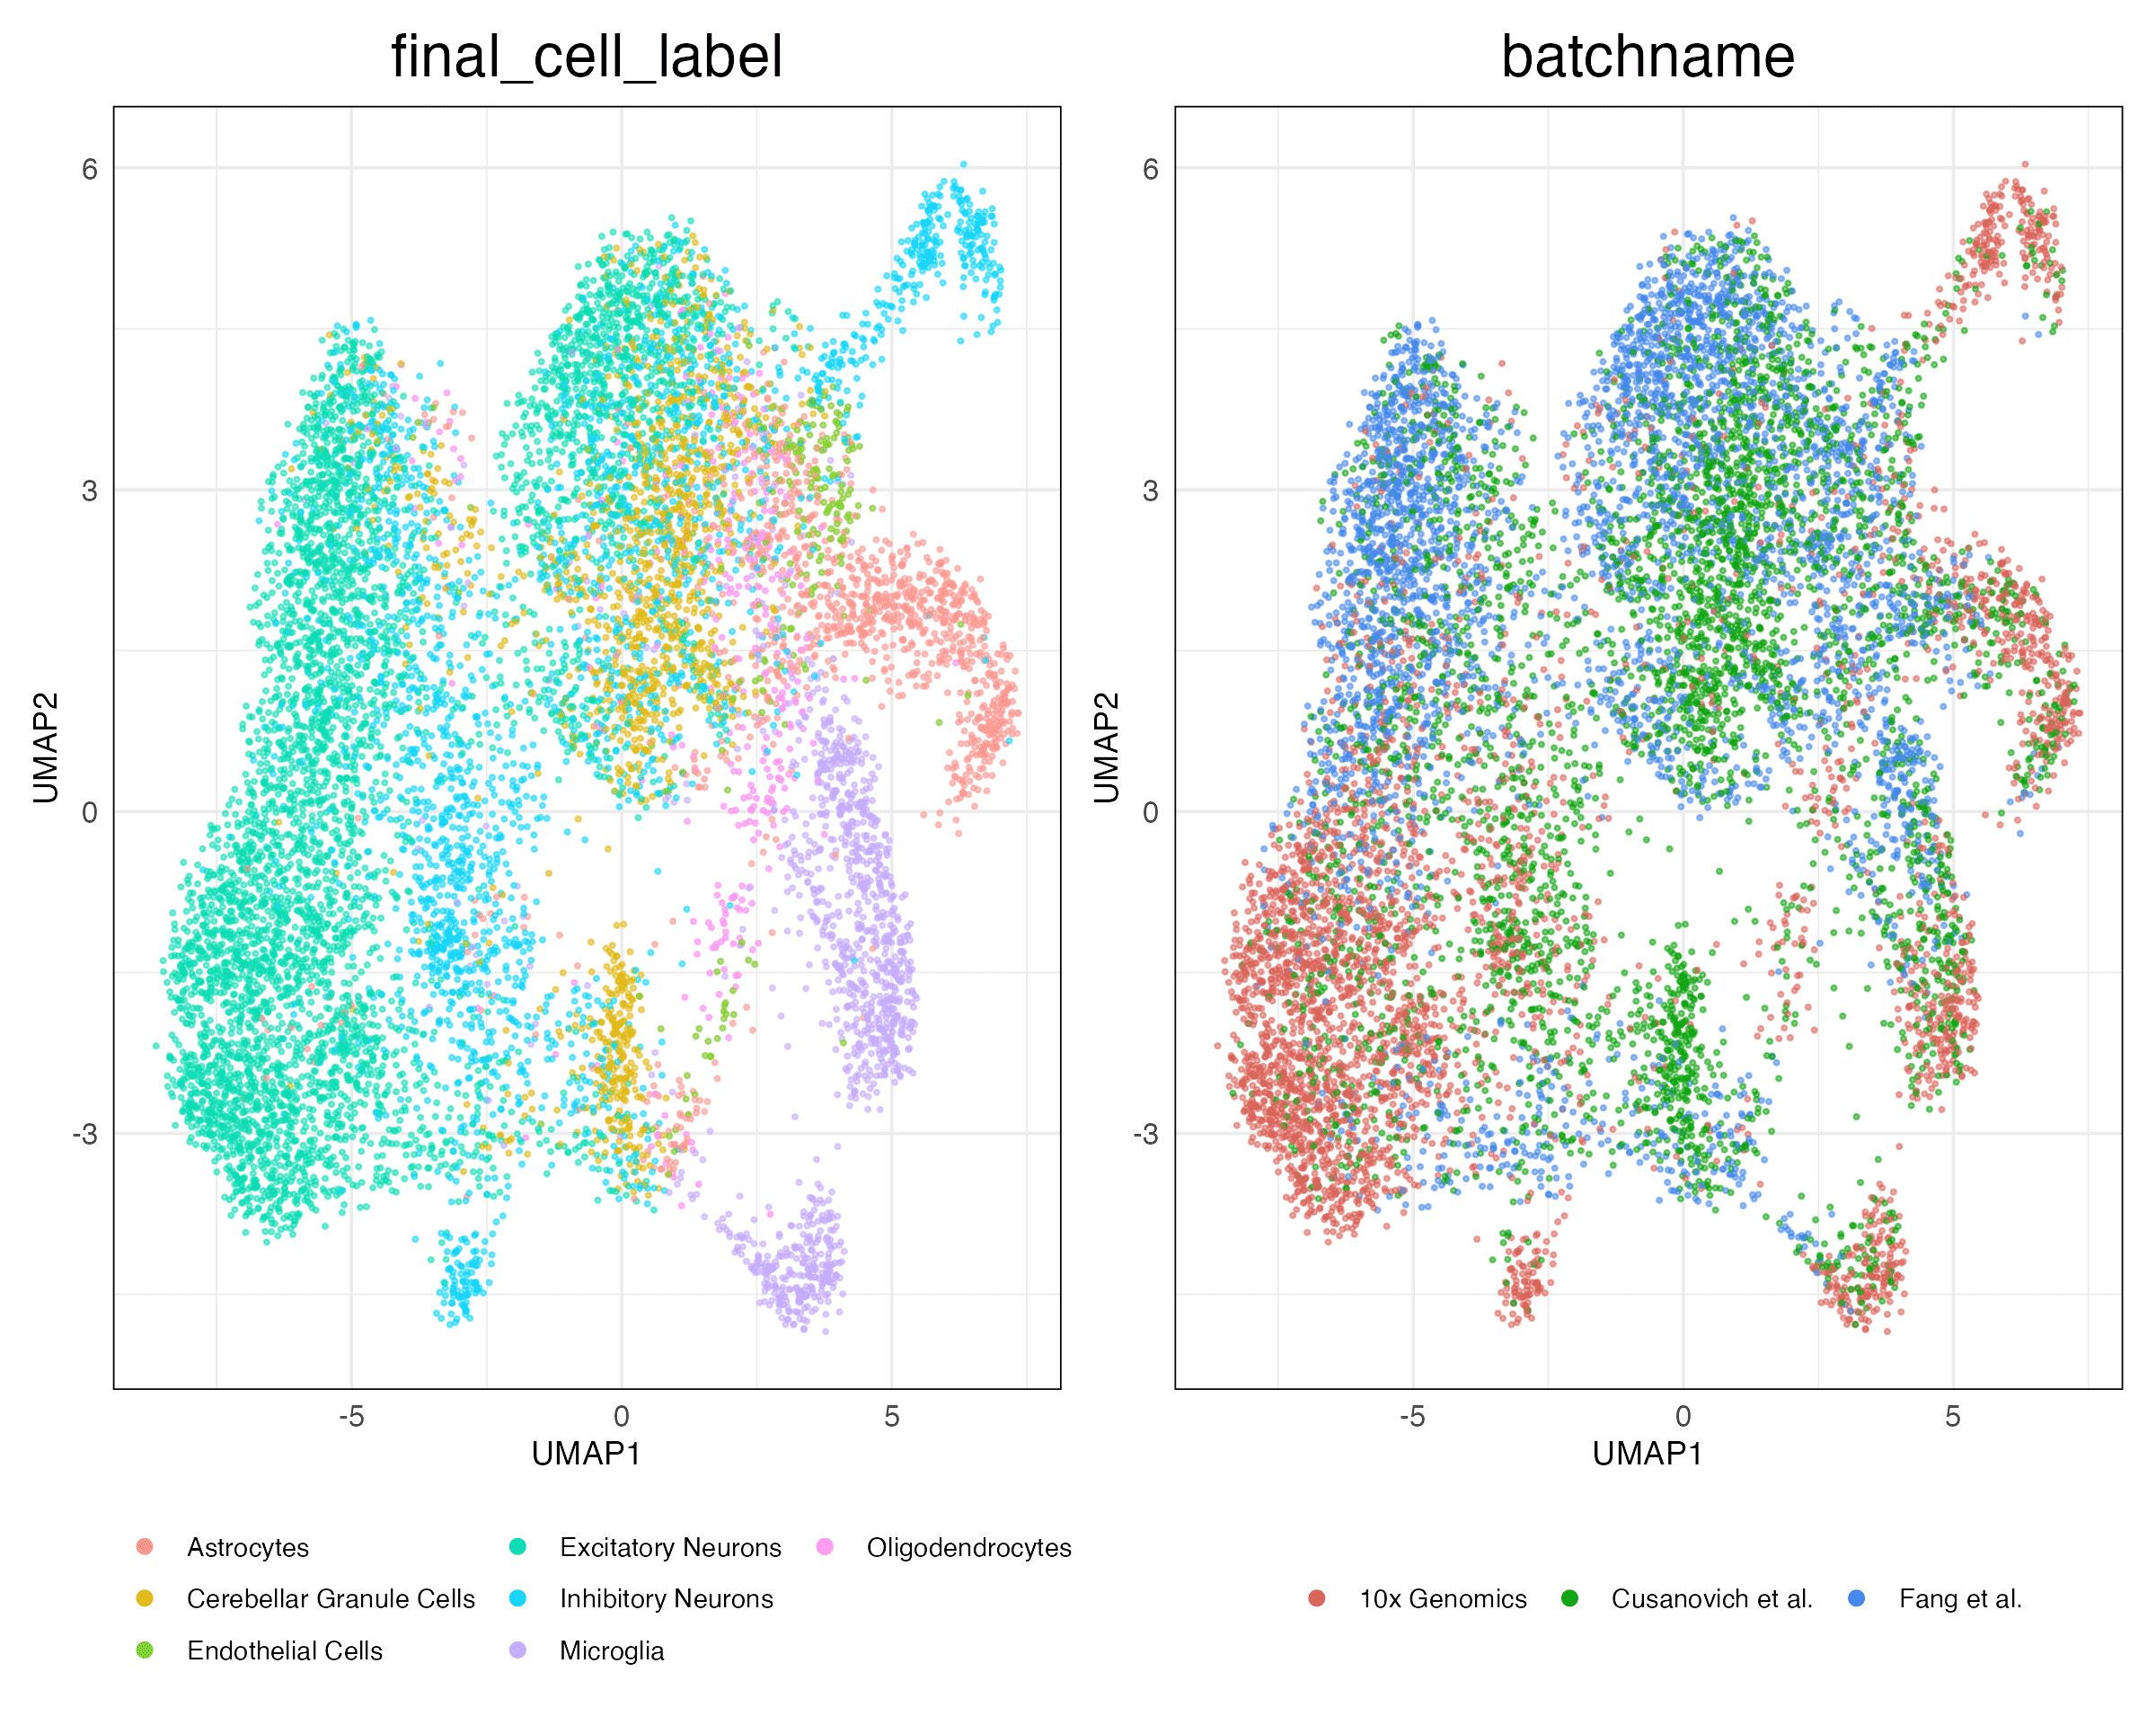 final_cell_label
batchname
6
3
0
-3
UMAP2
-5
0
5
UMAP1
6
3
0
-3
UMAP2
-5
0
5
UMAP1
Astrocytes
Excitatory Neurons
Oligodendrocytes
Cerebellar Granule Cells
Inhibitory Neurons
Endothelial Cells
Microglia
10x Genomics
Cusanovich et al.
Fang et al.